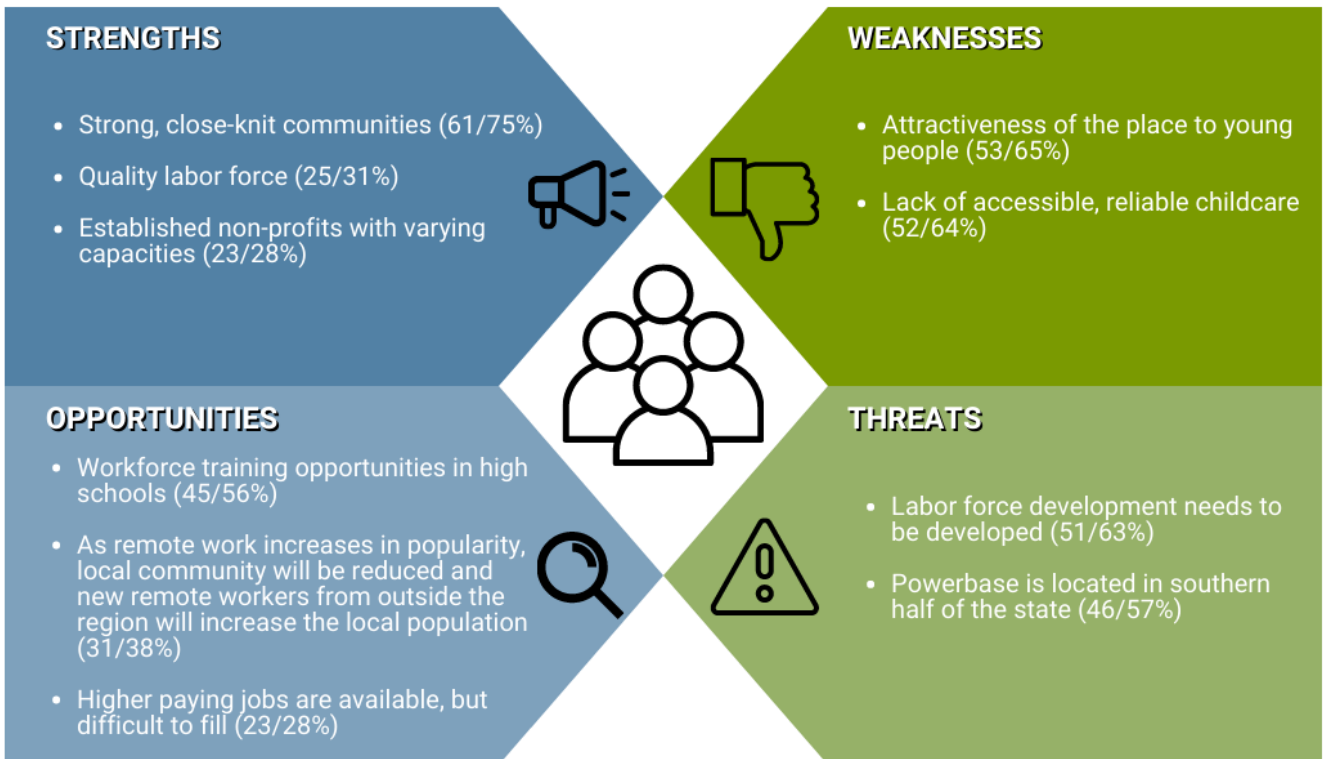 STRENGTHS
• Strong, close-knit communities (61/75%)
• Quality labor force (25/31%)
• Established non-profits with varying
capacities (23/28%)
WEAKNESSES
• Attractiveness of the place to young
people (53/65%)
• Lack of accessible, reliable childcare
(52/64%)
OPPORTUNITIES
• Workforce training opportunities in high
schools (45/56%)
• As remote work increases in popularity,
local community will be reduced and
new remote workers from outside the
region will increase the local population
(31/38%)
• Higher paying jobs are available, but
difficult to fill (23/28%)
THREATS
• Labor force development needs to
be developed (51/63%)
• Powerbase is located in southern
half of the state (46/57%)